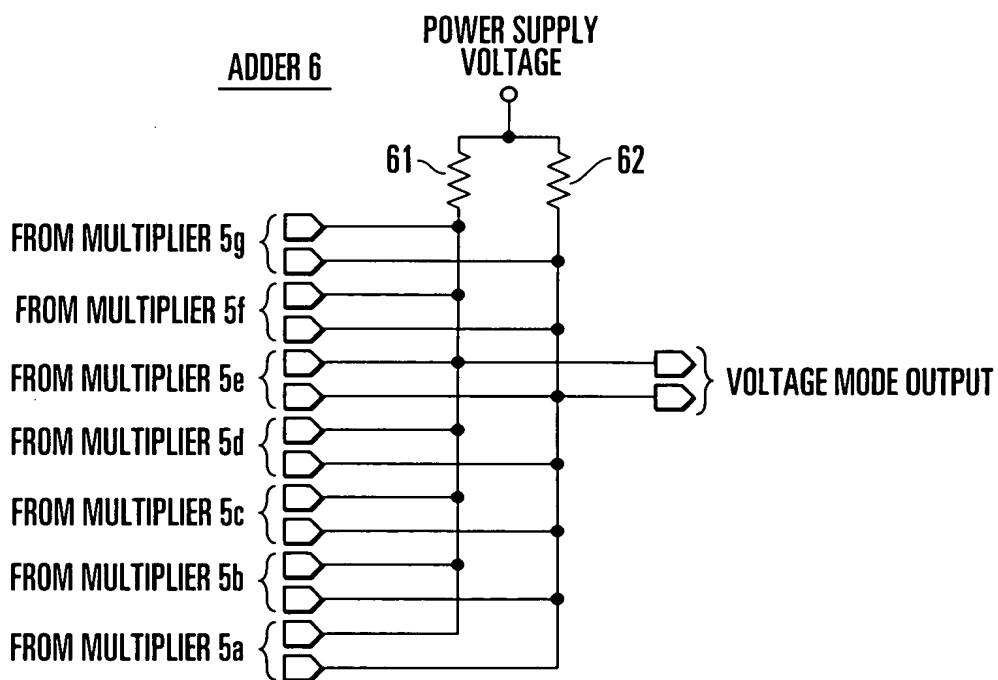 POWER SUPPLY
VOLTAGE
ADDER 6
61
62
FROM MULTIPLIER 5g
FROM MULTIPLIER 5f
FROM MULTIPLIER 5e
FROM MULTIPLIER 5d
FROM MULTIPLIER 5c
FROM MULTIPLIER 5b
FROM MULTIPLIER 5a
VOLTAGE MODE OUTPUT